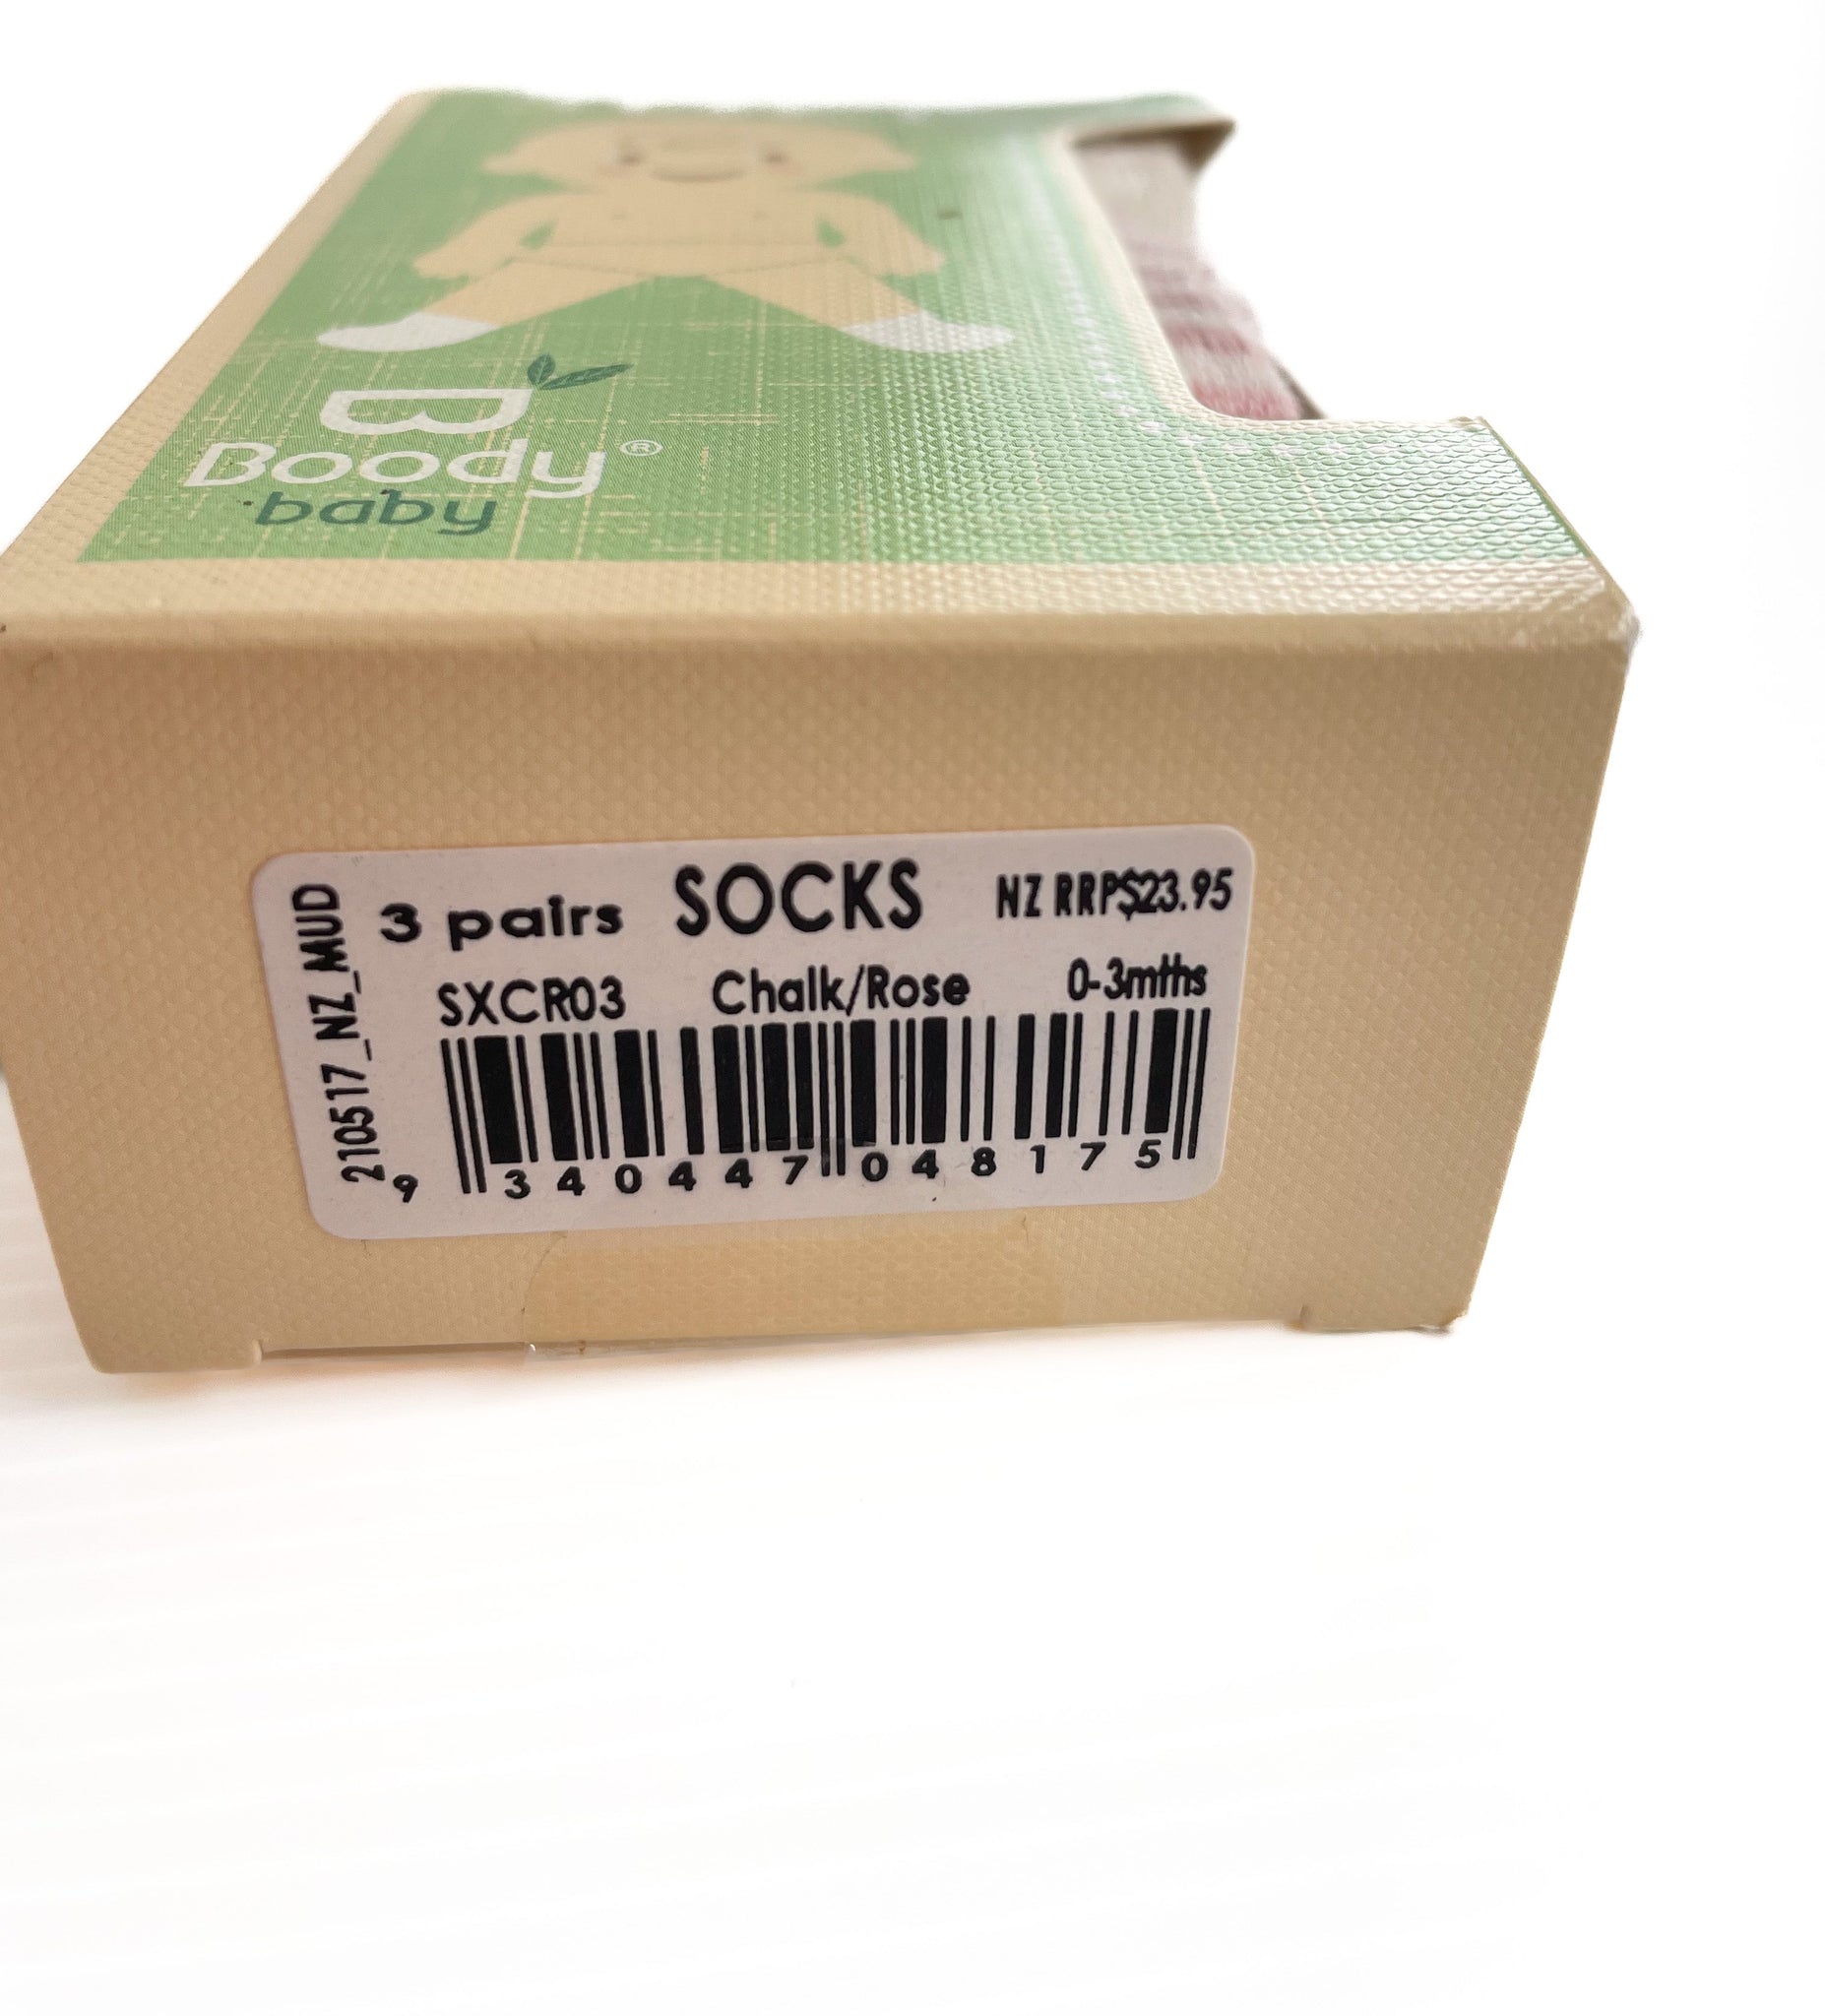 B
Boody®
baby
210517_NZ_MUD
3 pairs SOCKS NZ RRP$23.95
SXCR03 Chalk/Rose 0-3mths
9 340447 048175